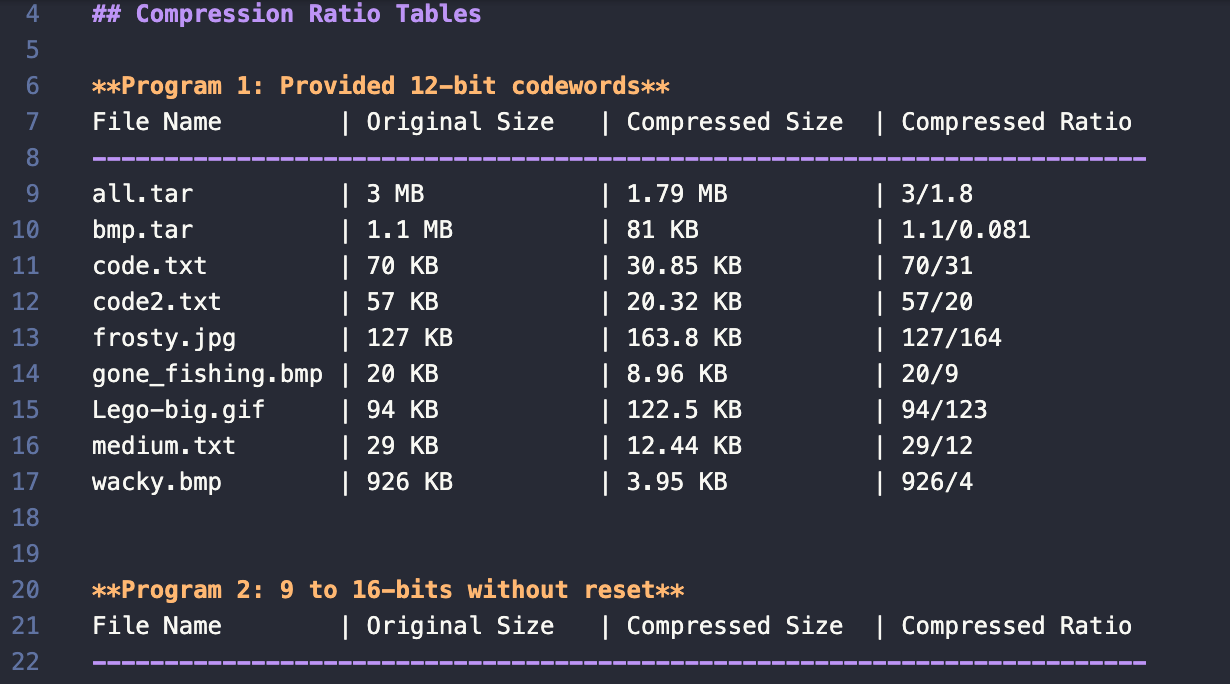 4 ## Compression Ratio Tables
5
6 **Program 1: Provided 12-bit codewords**
7 File Name | Original Size | Compressed Size | Compressed Ratio
8 -------------------------------------------------------------------------
9 all.tar | 3 MB | 1.79 MB | 3/1.8
10 bmp.tar | 1.1 MB | 81 KB | 1.1/0.081
11 code.txt | 70 KB | 30.85 KB | 70/31
12 code2.txt | 57 KB | 20.32 KB | 57/20
13 frosty.jpg | 127 KB | 163.8 KB | 127/164
14 gone_fishing.bmp | 20 KB | 8.96 KB | 20/9
15 Lego-big.gif | 94 KB | 122.5 KB | 94/123
16 medium.txt | 29 KB | 12.44 KB | 29/12
17 wacky.bmp | 926 KB | 3.95 KB | 926/4
18
19
20 **Program 2: 9 to 16-bits without reset**
21 File Name | Original Size | Compressed Size | Compressed Ratio
22 -------------------------------------------------------------------------